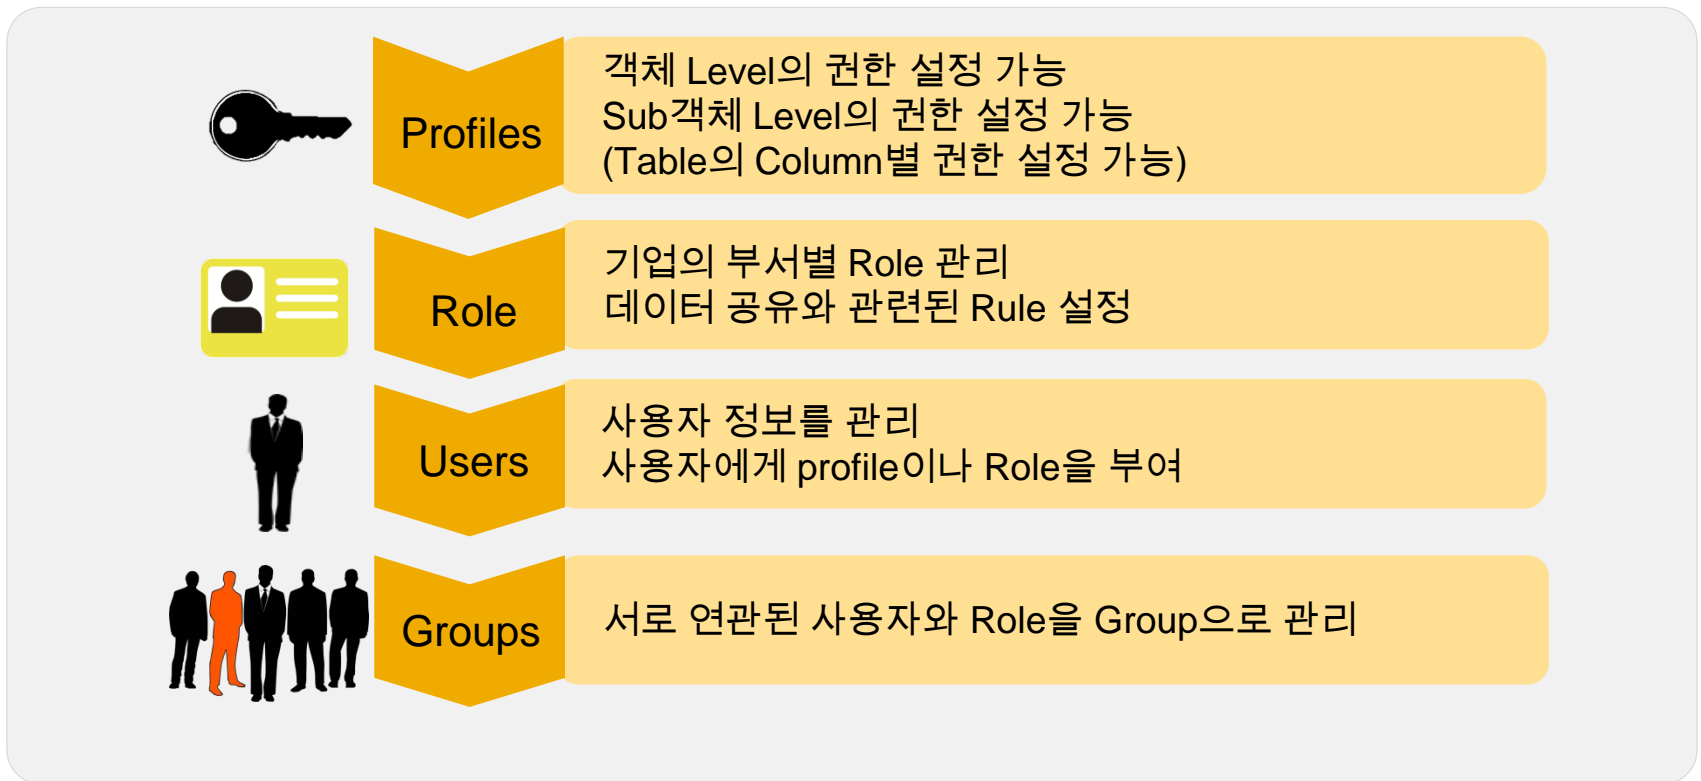 Profiles
객체 Level의 권한 설정 가능
Sub객체 Level의 권한 설정 가능
(Table의 Column별 권한 설정 가능)
Role
기업의 부서별 Role 관리
데이터 공유와 관련된 Rule 설정
Users
사용자 정보를 관리
사용자에게 profile이나 Role을 부여
Groups
서로 연관된 사용자와 Role을 Group으로 관리